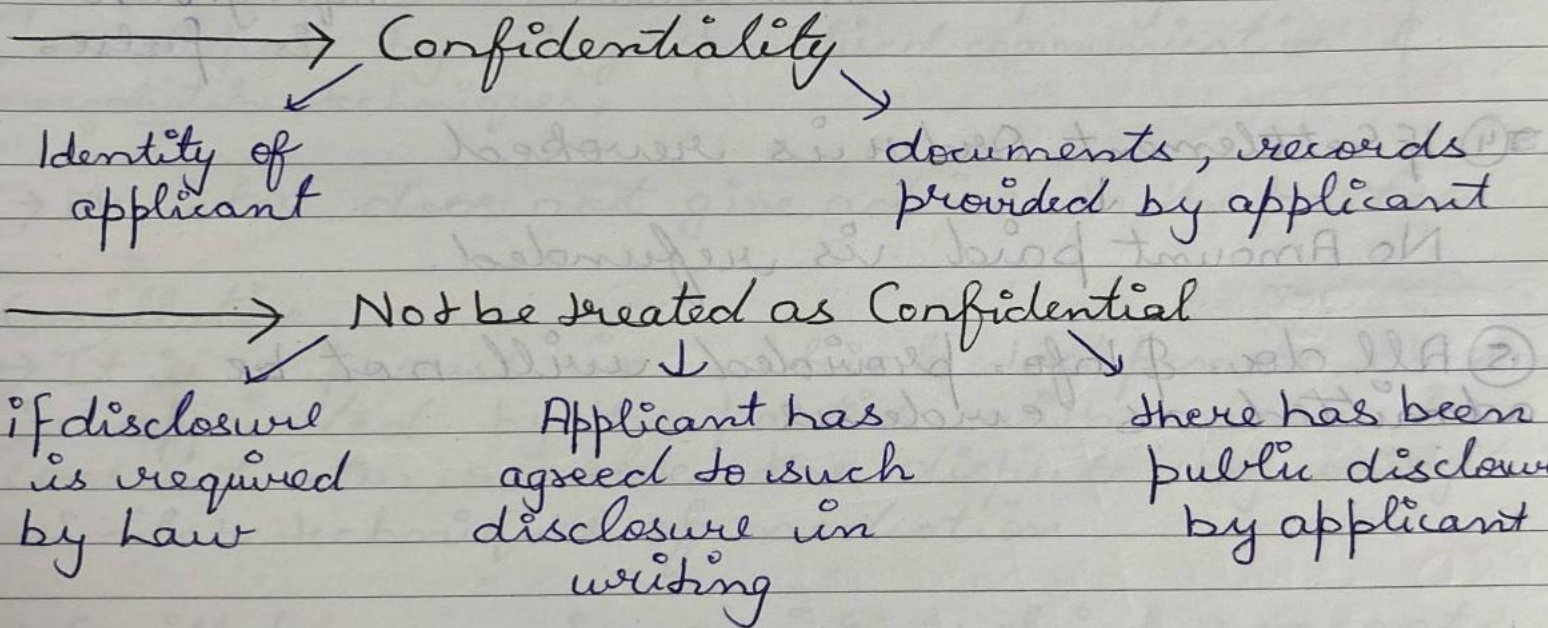 → Confidentiality
↙ ↘
Identity of
applicant
documents, records
provided by applicant
→ Not be treated as Confidential
↙ ↓ ↘
if disclosure
is required
by Law
Applicant has
agreed to such
disclosure in
writing
there has been
public disclosur
by applicant